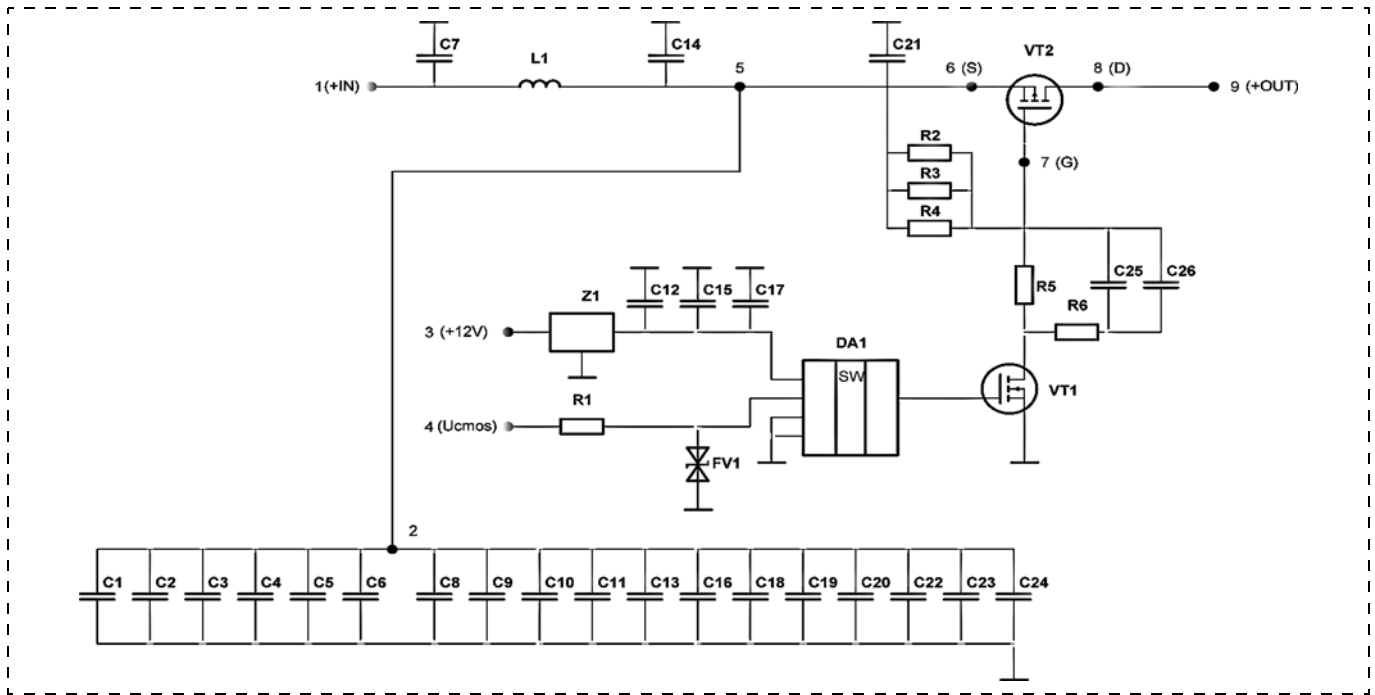 C7
C14
C21
VT2
L1
5
6 (S)
8 (D)
1(+IN)
9 (+OUT)
R2
7 (G)
R3
R4
C25
C26
R5
C12
C15
C17
Z1
R6
3 (+12V)
DA1
SW
VT1
R1
4 (Ucmos)
FV1
2
C1 C2 C3 C4 C5 C6 C8 C9 C10 C11 C13 C16 C18 C19 C20 C22 C23 C24